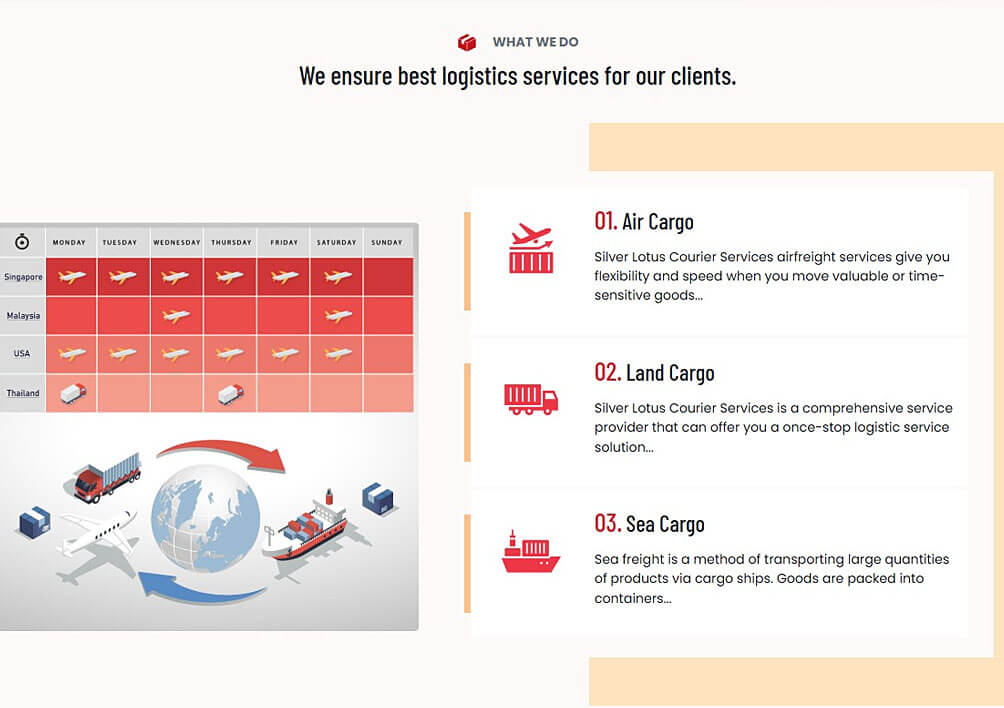 WHAT WE DO
We ensure best logistics services for our clients.
MONDAY TUESDAY WEDNESDAY THURSDAY FRIDAY SATURDAY SUNDAY
Singapore
Malaysia
USA
Thailand
01. Air Cargo
Silver Lotus Courier Services airfreight services give you
flexibility and speed when you move valuable or time-
sensitive goods...
02. Land Cargo
Silver Lotus Courier Services is a comprehensive service
provider that can offer you a once-stop logistic service
solution...
03. Sea Cargo
Sea freight is a method of transporting large quantities
of products via cargo ships. Goods are packed into
containers...